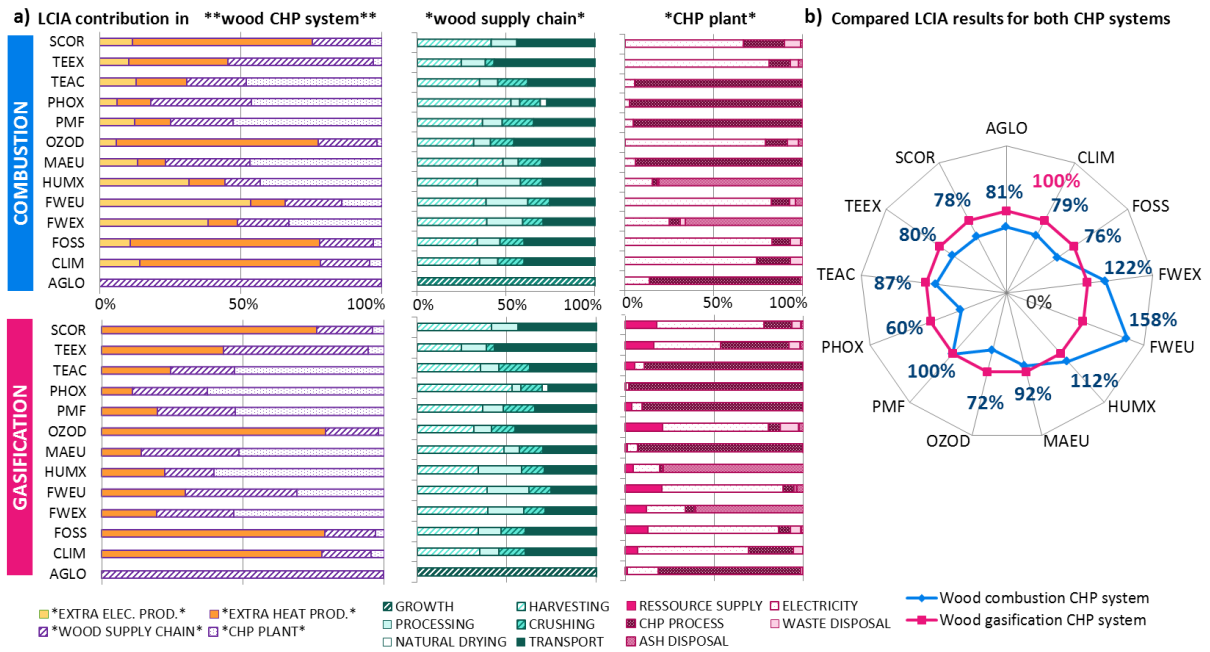 a) LCIA contribution in **wood CHP system** *wood supply chain* *CHP plant*
COMBUSTION
SCOR
TEEX
TEAC
PHOX
PMF
OZOD
MAEU
HUMX
FWEU
FWEX
FOSS
CLIM
AGLO
0% 50% 100% 0% 50% 100% 0% 50% 100%
GASIFICATION
SCOR
TEEX
TEAC
PHOX
PMF
OZOD
MAEU
HUMX
FWEU
FWEX
FOSS
CLIM
AGLO
*EXTRA ELEC. PROD.* *EXTRA HEAT PROD.*
*WOOD SUPPLY CHAIN* *CHP PLANT*
GROWTH HARVESTING
PROCESSING CRUSHING
NATURAL DRYING TRANSPORT
RESSOURCE SUPPLY ELECTRICITY
CHP PROCESS WASTE DISPOSAL
ASH DISPOSAL
b) Compared LCIA results for both CHP systems
AGLO
SCOR CLIM
100%
78% 81% 79%
TEEX FOSS
80% 76%
TEAC FWEX
87% 122%
0%
PHOX FWEU
60% 158%
PMF HUMX
100% 112%
OZOD MAEU
72% 92%
Wood combustion CHP system
Wood gasification CHP system